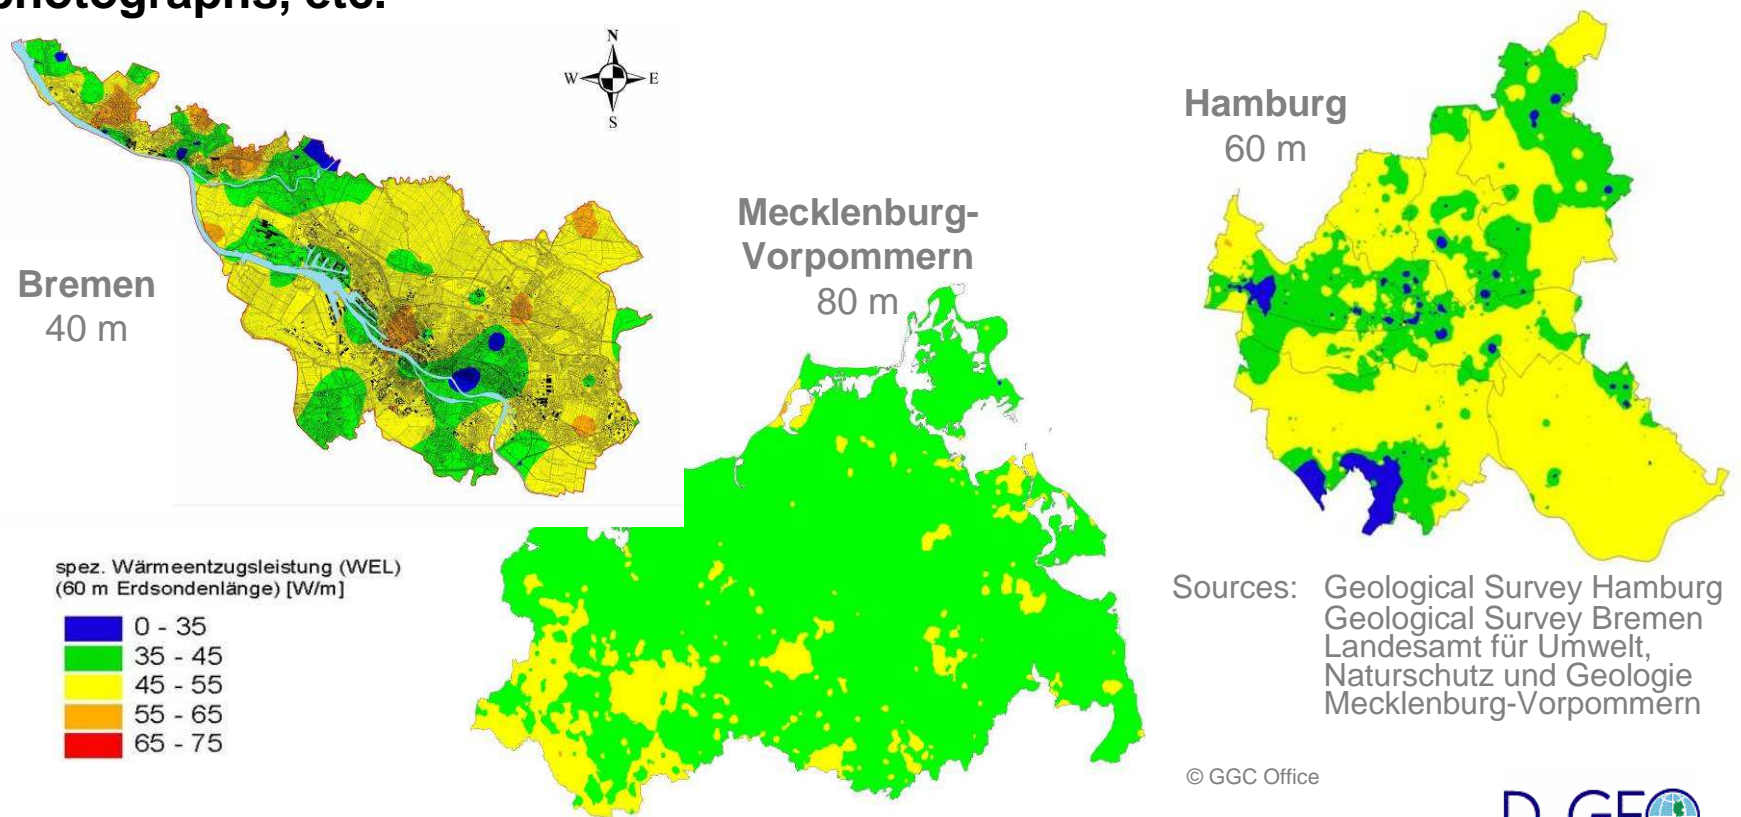 photographs, etc.
N
W
E
S
Bremen
40 m
Mecklenburg-
Vorpommern
80 m
Hamburg
60 m
spez. Wärmeentzugsleistung (WEL)
(60 m Erdsondenlänge) [W/m]
0 - 35
35 - 45
45 - 55
55 - 65
65 - 75
Sources: Geological Survey Hamburg
Geological Survey Bremen
Landesamt für Umwelt,
Naturschutz und Geologie
Mecklenburg-Vorpommern
© GGC Office